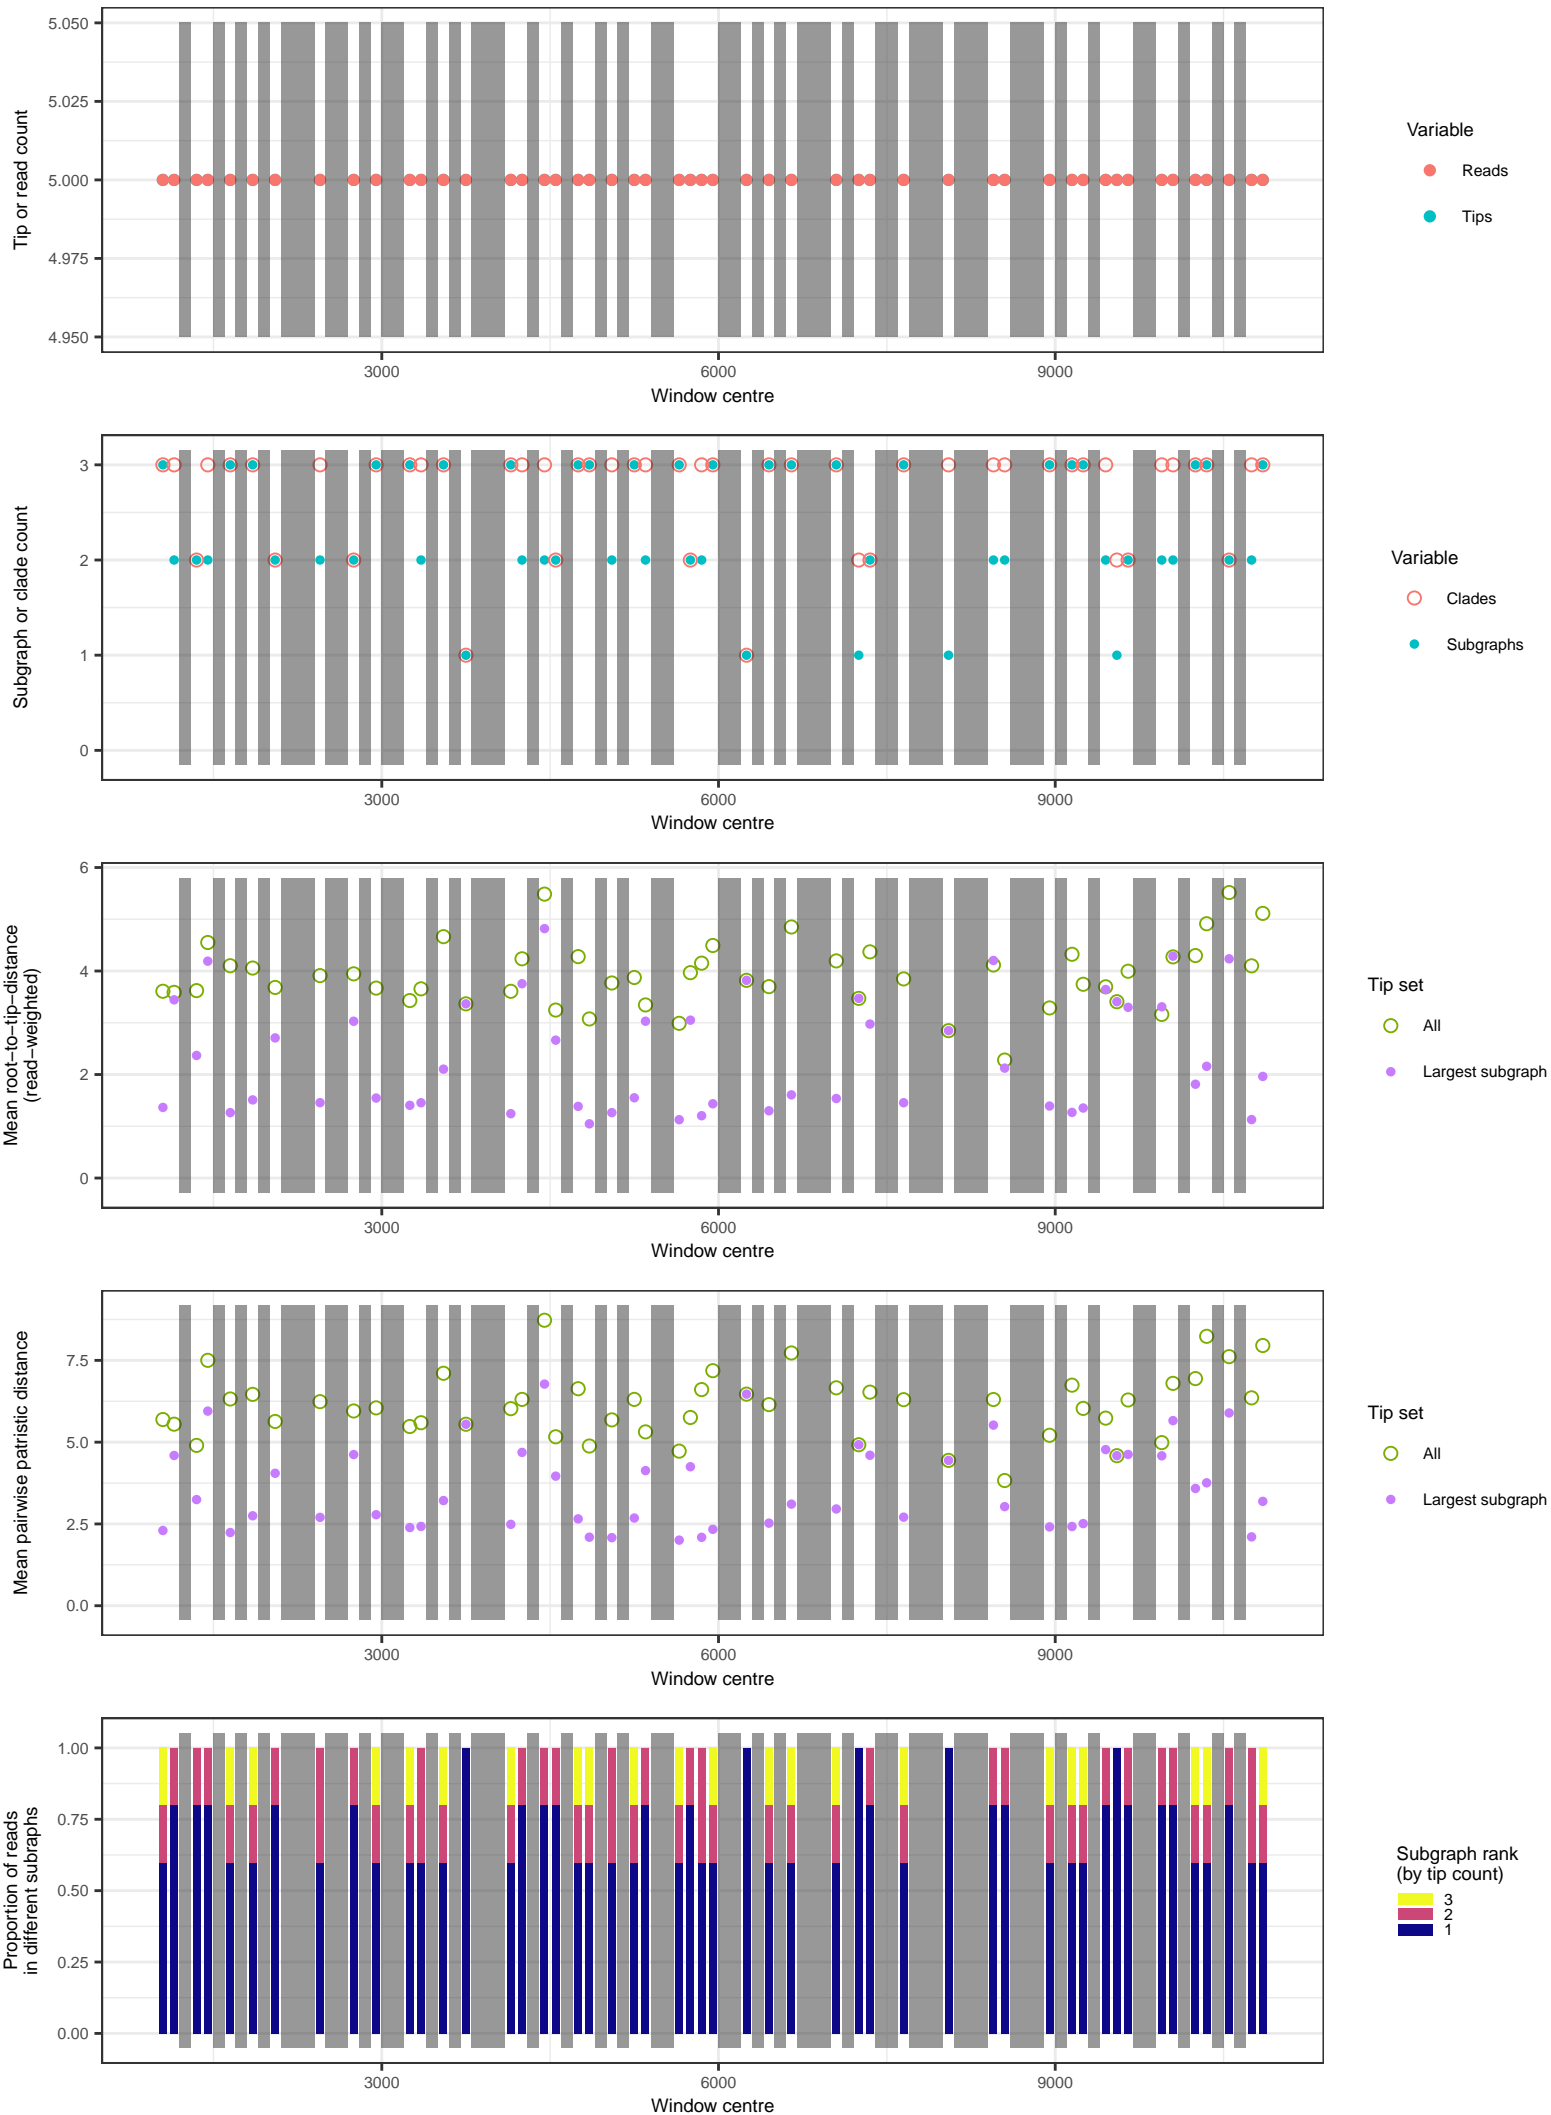 5.050
5.025
5.000
4.975
4.950
Tip or read count
3000
6000
9000
Window centre
Variable
Reads
Tips
3
2
1
0
Subgraph or clade count
3000
6000
9000
Window centre
Variable
Clades
Subgraphs
6
4
2
0
Mean root−to−tip−distance
(read−weighted)
3000
6000
9000
Window centre
Tip set
All
Largest subgraph
7.5
5.0
2.5
0.0
Mean pairwise patristic distance
3000
6000
9000
Window centre
Tip set
All
Largest subgraph
1.00
0.75
0.50
0.25
0.00
Proportion of reads
in different subraphs
3000
6000
9000
Window centre
Subgraph rank
(by tip count)
3
2
1